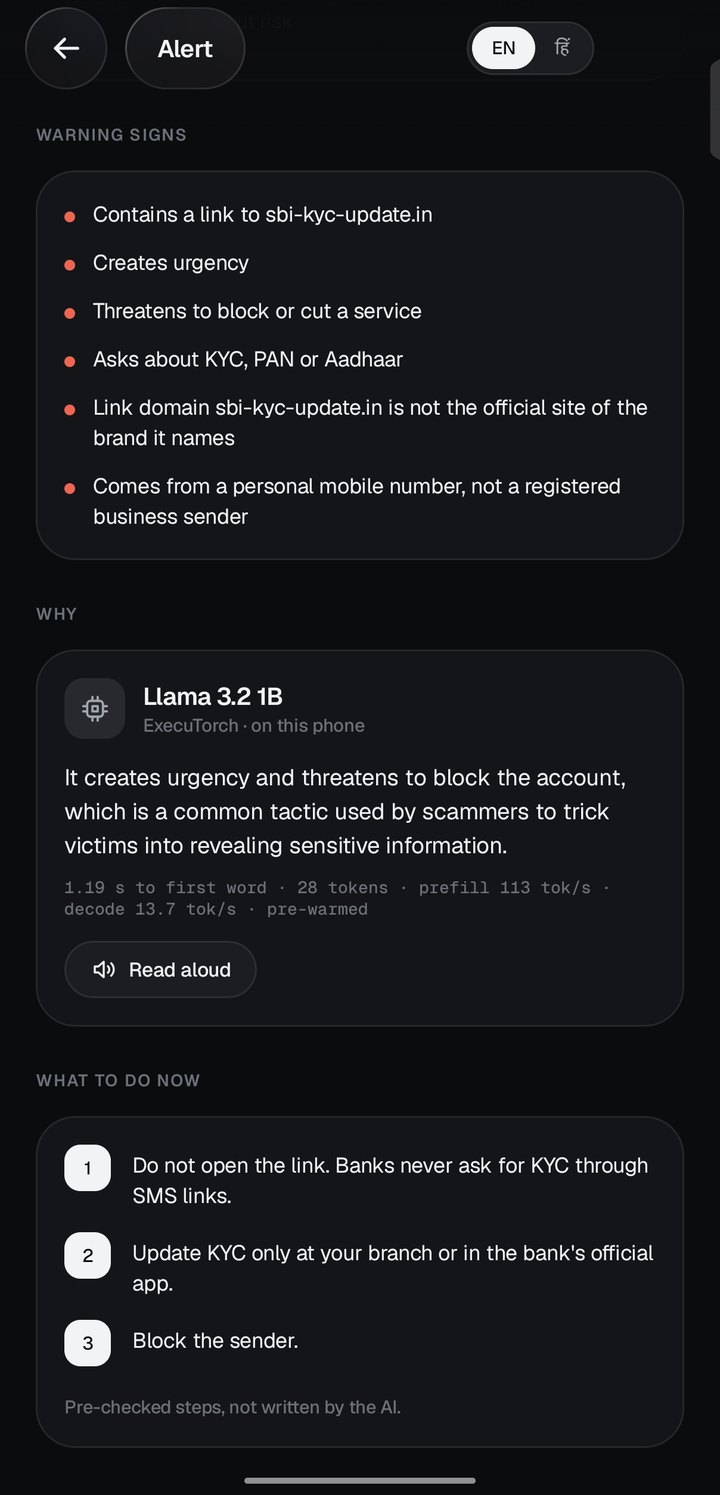 Alert
EN
हिं
WARNING SIGNS
Contains a link to sbi-kyc-update.in
Creates urgency
Threatens to block or cut a service
Asks about KYC, PAN or Aadhaar
Link domain sbi-kyc-update.in is not the official site of the
brand it names
Comes from a personal mobile number, not a registered
business sender
WHY
Llama 3.2 1B
ExecuTorch · on this phone
It creates urgency and threatens to block the account,
which is a common tactic used by scammers to trick
victims into revealing sensitive information.
1.19 s to first word · 28 tokens · prefill 113 tok/s ·
decode 13.7 tok/s · pre-warmed
Read aloud
WHAT TO DO NOW
1 Do not open the link. Banks never ask for KYC through
SMS links.
2 Update KYC only at your branch or in the bank's official
app.
3 Block the sender.
Pre-checked steps, not written by the AI.